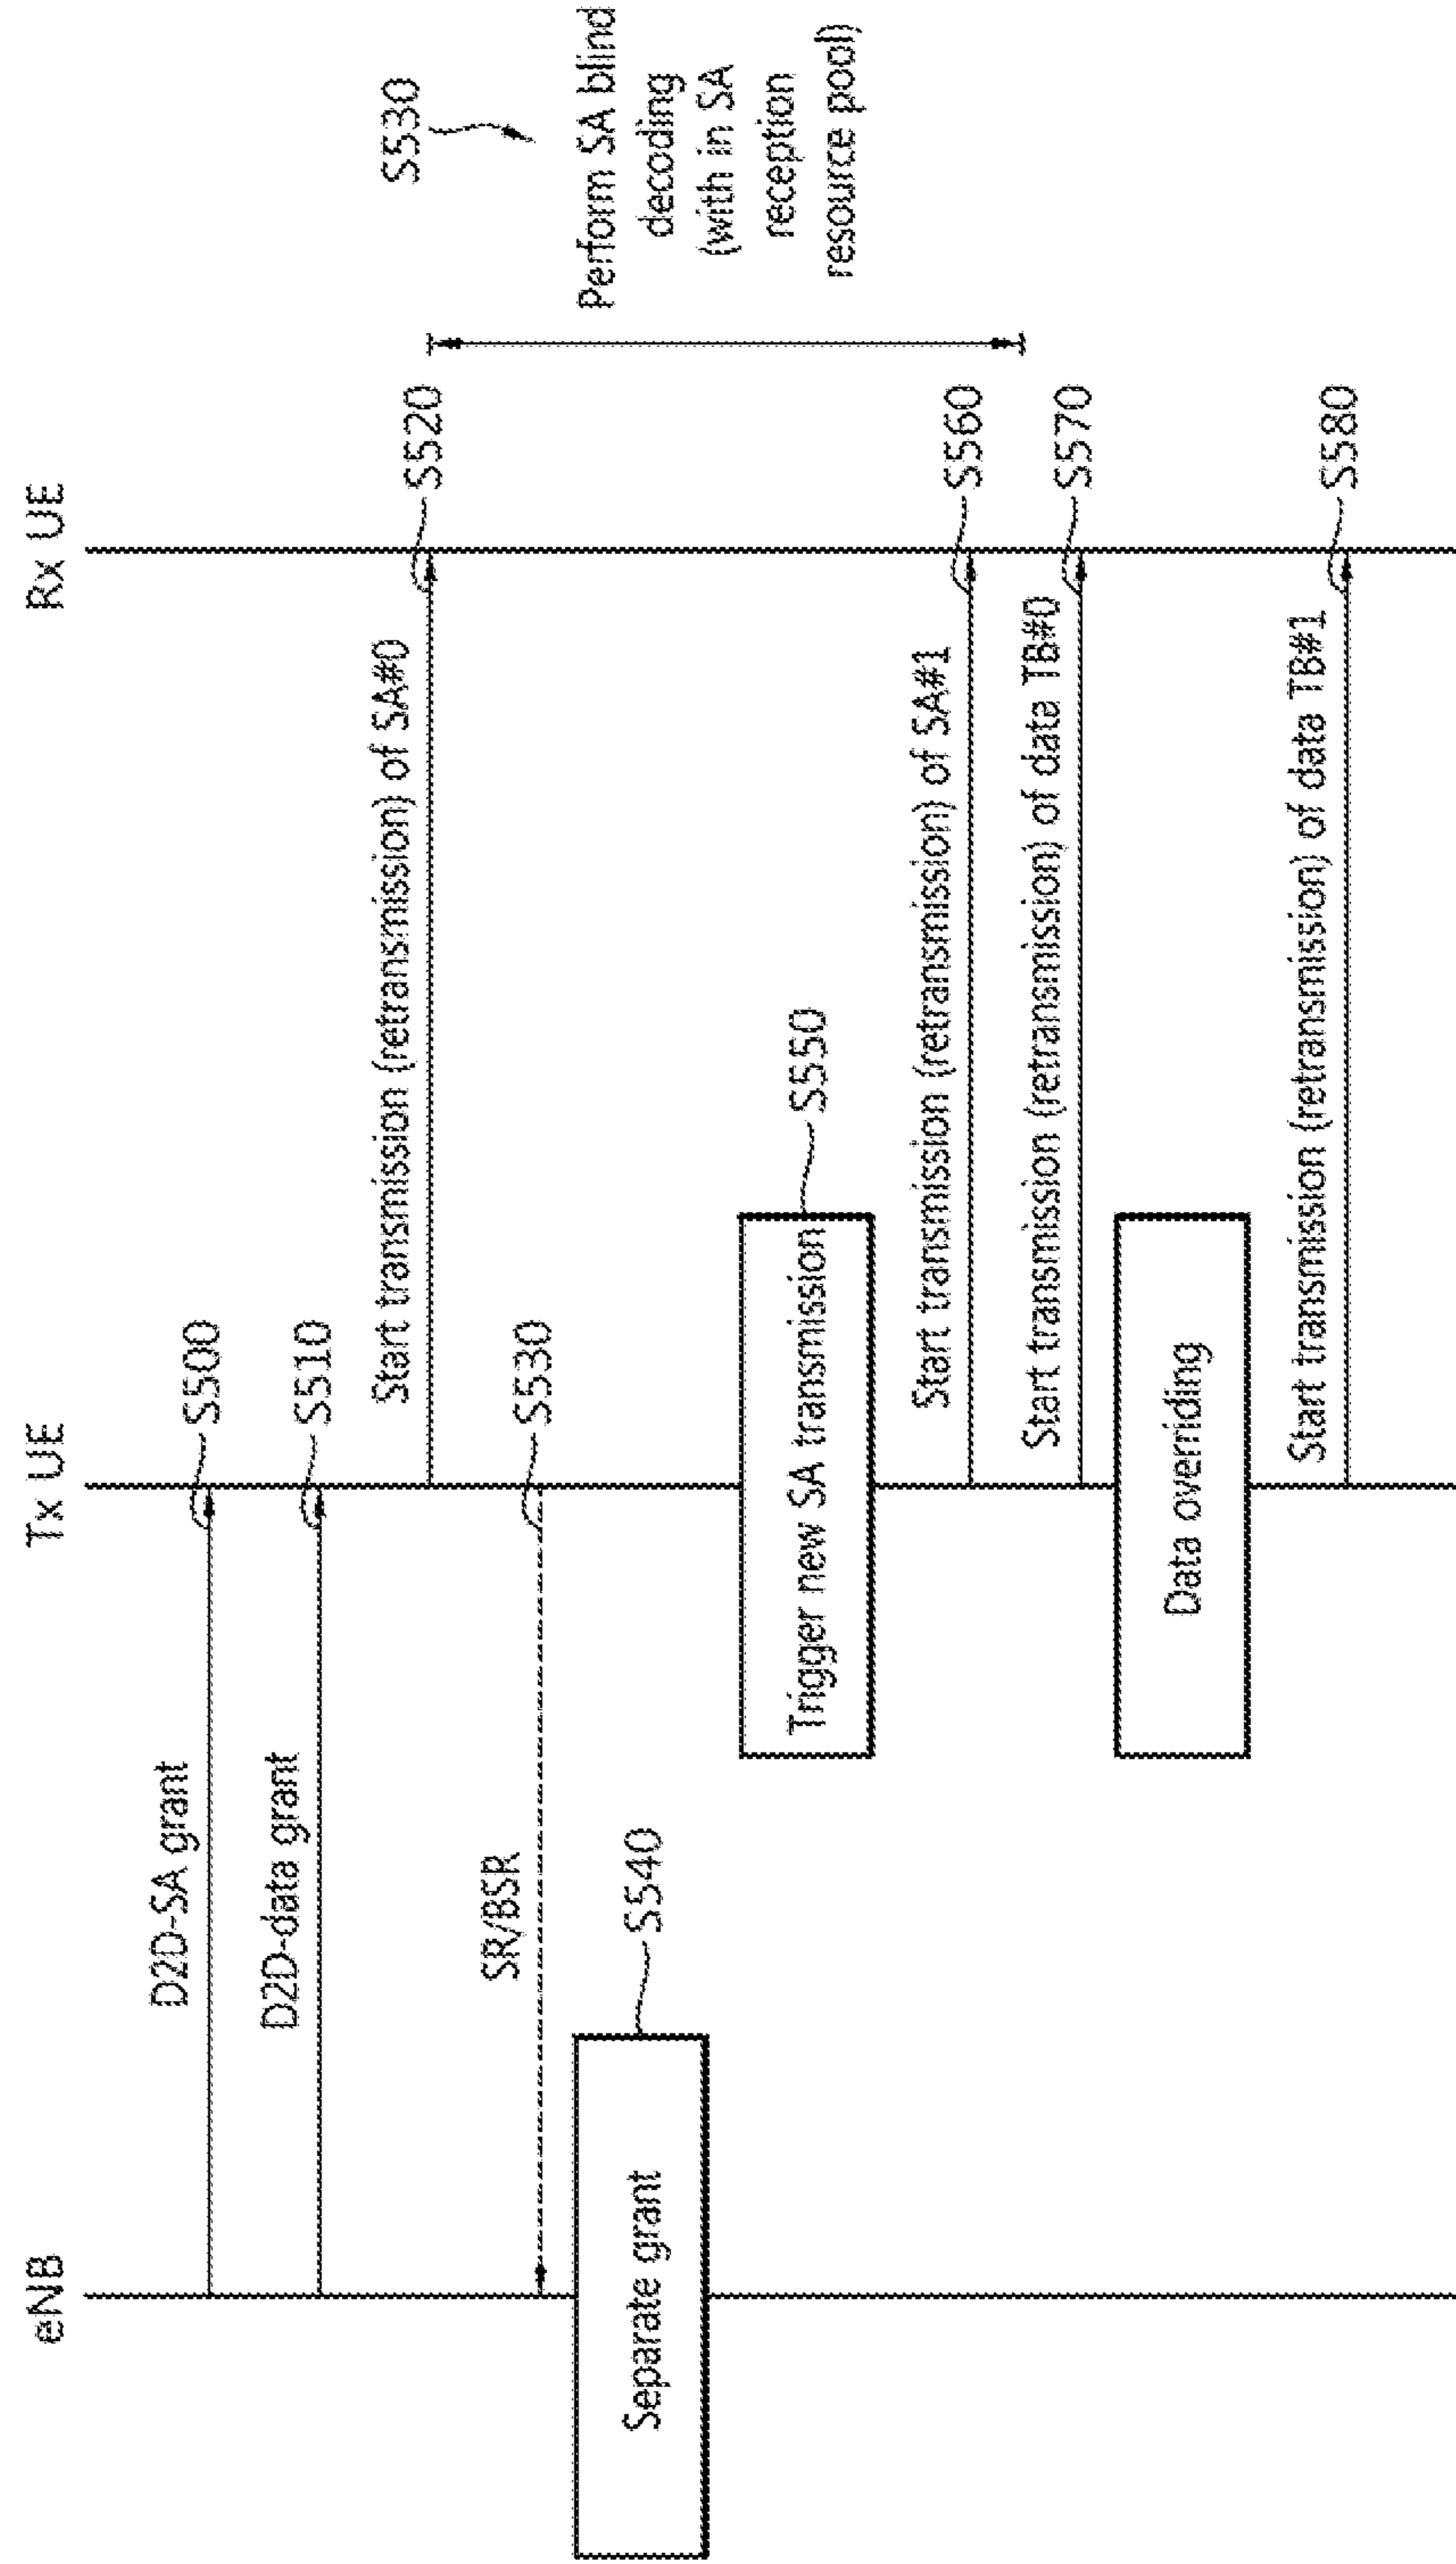 eNB
Tx UE
Rx UE
D2D-SA grant
S500
D2D-data grant
S510
Start transmission (retransmission) of SA#0
S520
S530
Perform SA blind
decoding
(with in SA
reception
resource pool)
SR/BSR
S530
Separate grant
S540
Trigger new SA transmission
S550
Start transmission (retransmission) of SA#1
S560
Start transmission (retransmission) of data TB#0
S570
Data overriding
Start transmission (retransmission) of data TB#1
S580